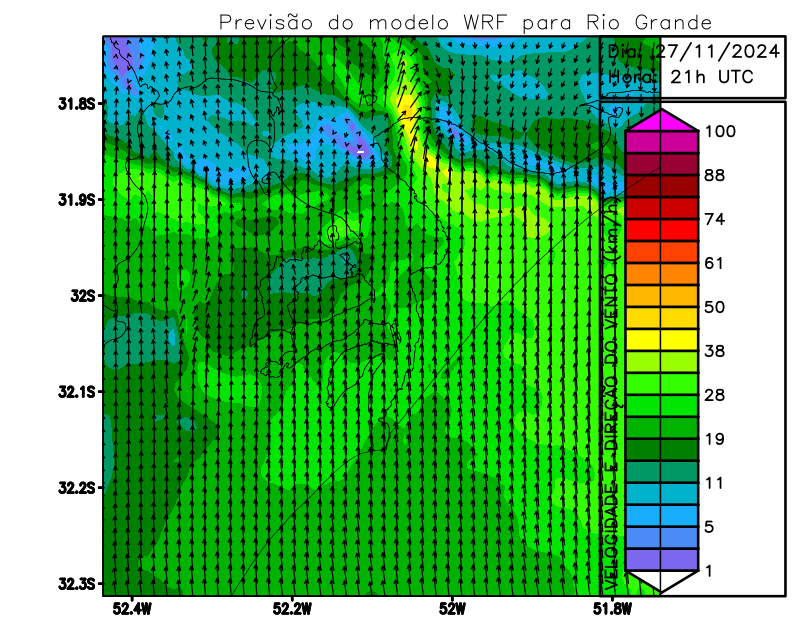 Previsão do modelo WRF para Rio Grande
Dia: 27/11/2024
Hora: 21h UTC
31.8S
31.9S
32S
32.1S
32.2S
32.3S
52.4W
52.2W
52W
51.8W
VELOCIDADE E DIREÇÃO DO VENTO (km/h)
100
88
74
61
50
38
28
19
11
5
1